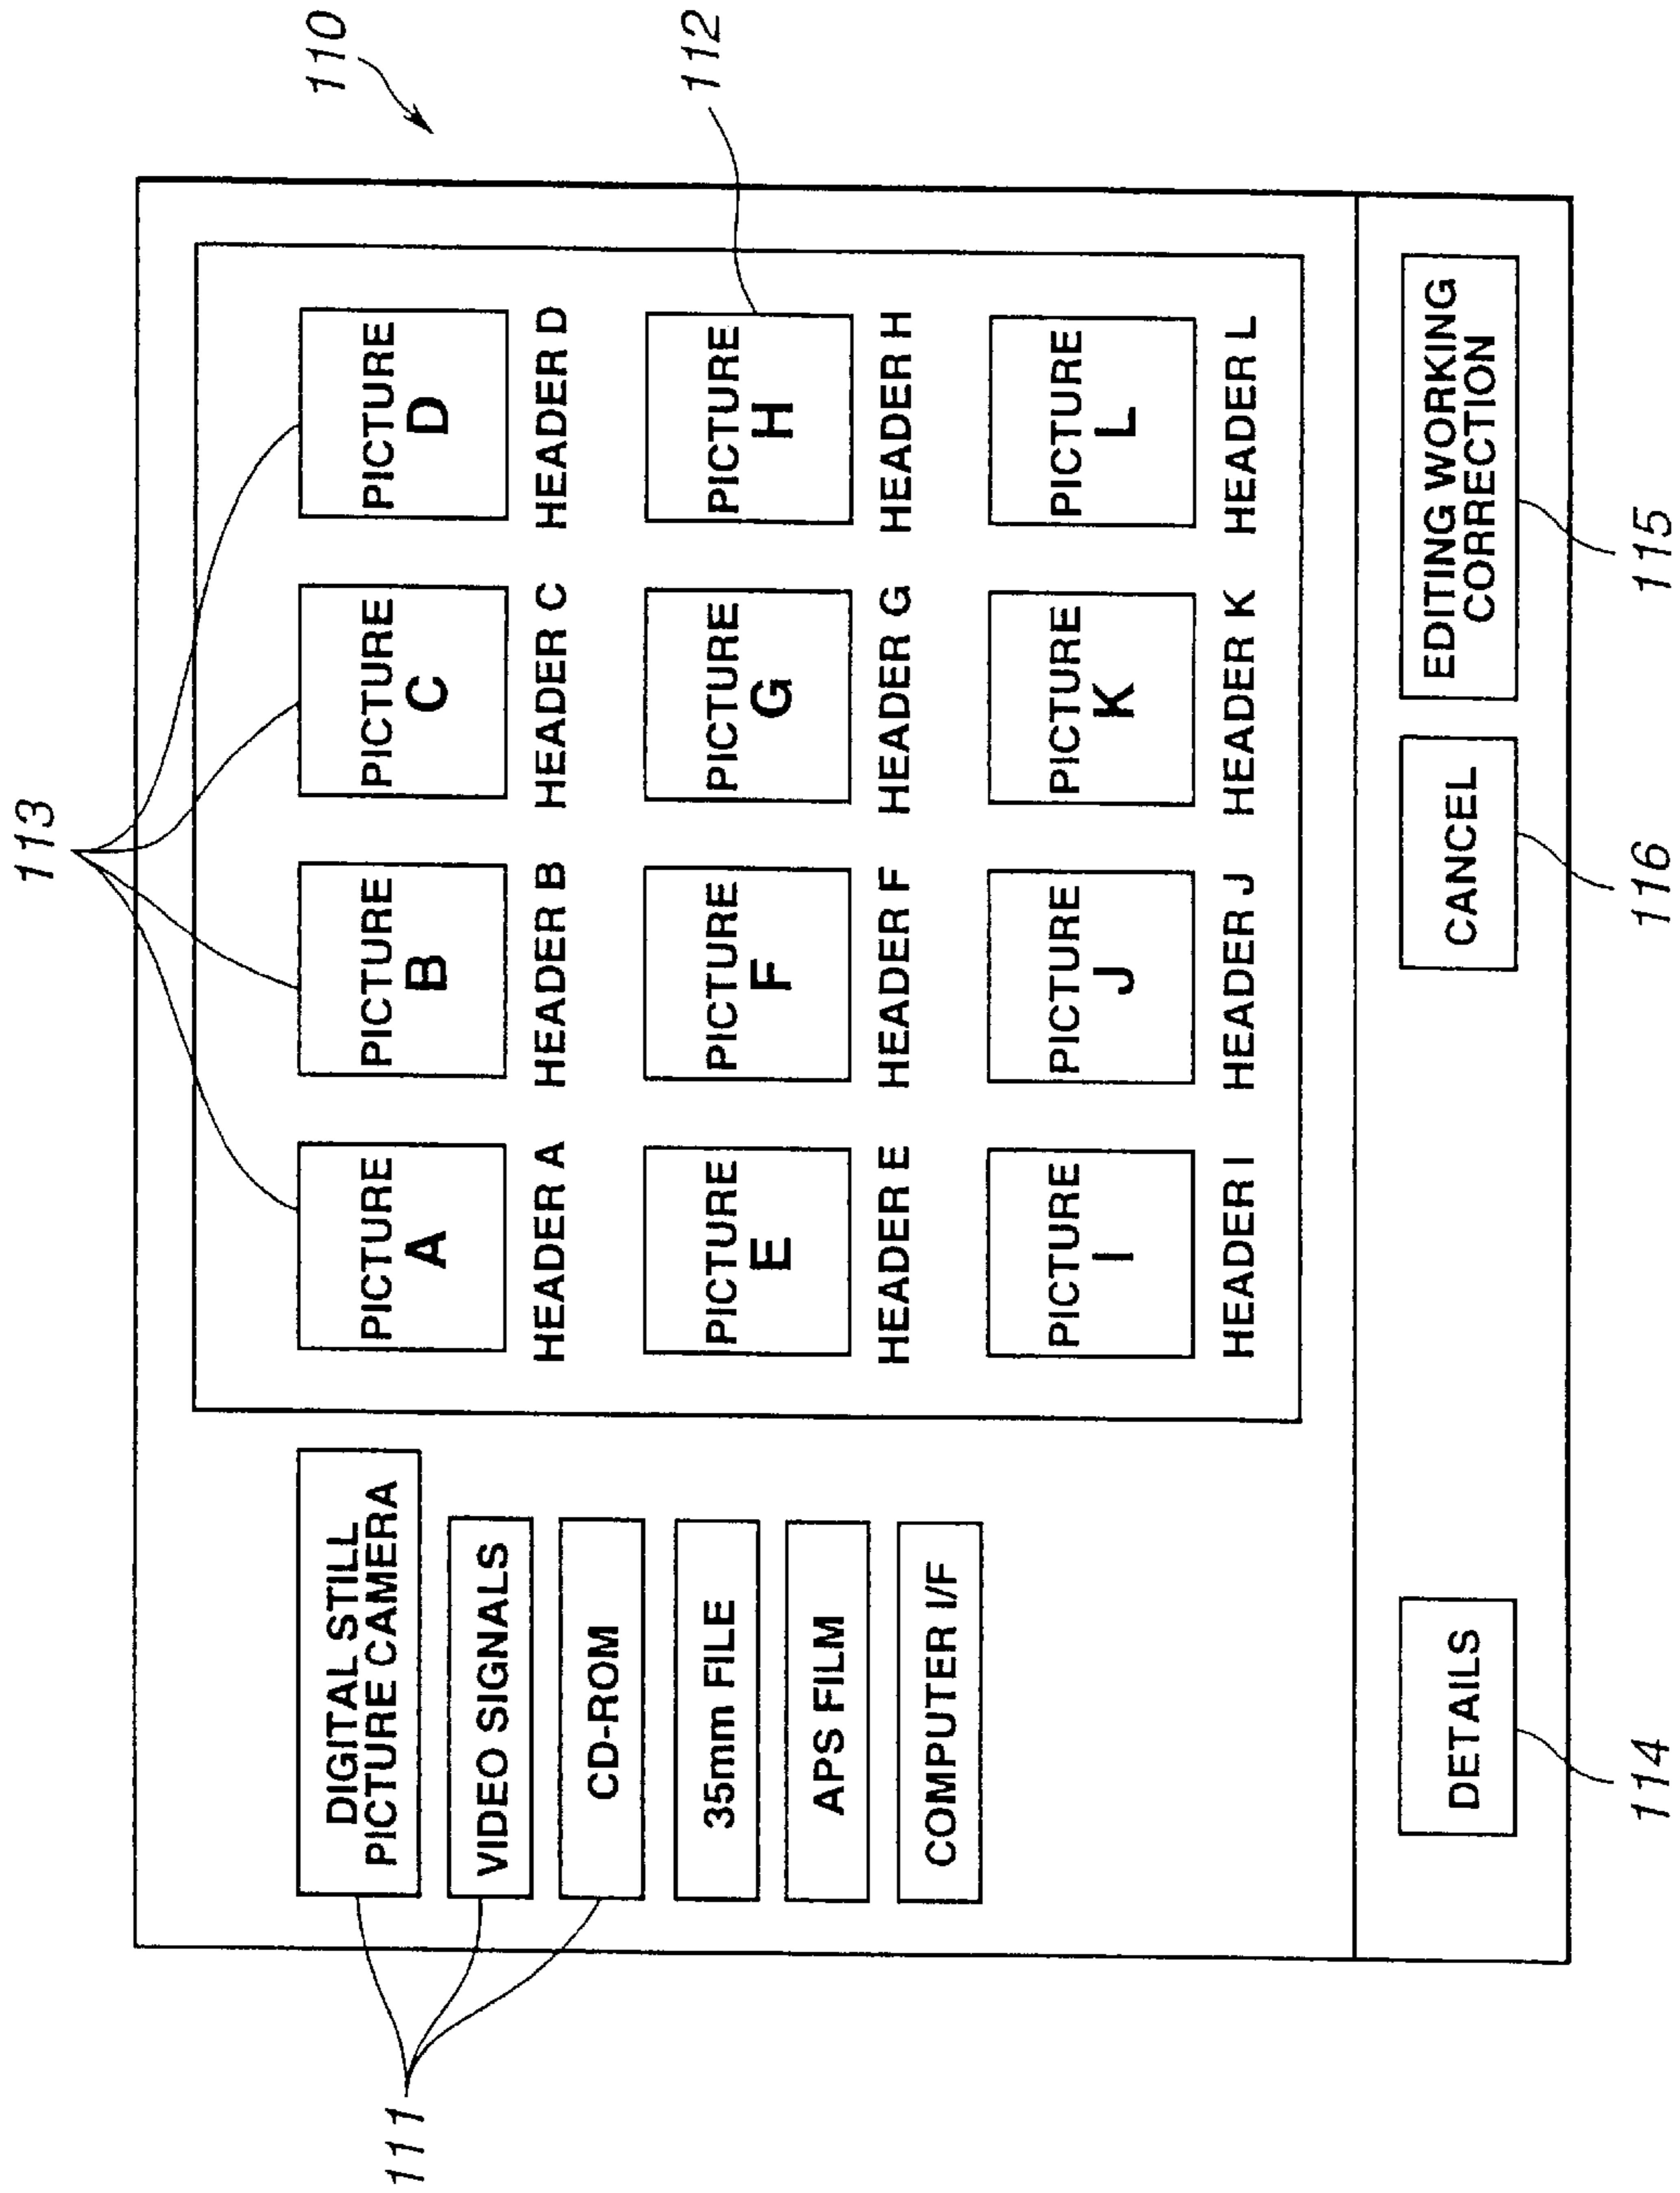 110
113
112
DIGITAL STILL
PICTURE CAMERA
VIDEO SIGNALS
CD-ROM
35mm FILE
APS FILM
COMPUTER I/F
111
PICTURE
A
HEADER A
PICTURE
B
HEADER B
PICTURE
C
HEADER C
PICTURE
D
HEADER D
PICTURE
E
HEADER E
PICTURE
F
HEADER F
PICTURE
G
HEADER G
PICTURE
H
HEADER H
PICTURE
I
HEADER I
PICTURE
J
HEADER J
PICTURE
K
HEADER K
PICTURE
L
HEADER L
DETAILS
CANCEL
EDITING WORKING
CORRECTION
114
116
115